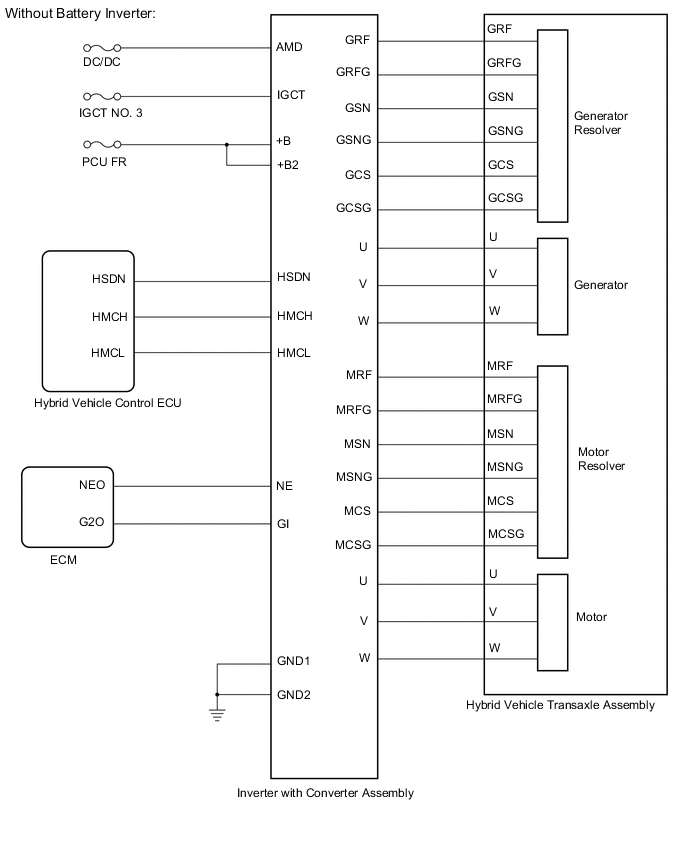 Without Battery Inverter:
DC/DC
AMD
IGCT NO. 3
IGCT
PCU FR
+B
+B2
Hybrid Vehicle Control ECU
HSDN
HMCH
HMCL
HSDN
HMCH
HMCL
ECM
NEO
G2O
NE
GI
GND1
GND2
GRF
GRFG
GSN
GSNG
GCS
GCSG
U
V
W
MRF
MRFG
MSN
MSNG
MCS
MCSG
U
V
W
Inverter with Converter Assembly
GRF
GRFG
GSN
GSNG
GCS
GCSG
Generator
Resolver
U
V
W
Generator
MRF
MRFG
MSN
MSNG
MCS
MCSG
Motor
Resolver
U
V
W
Motor
Hybrid Vehicle Transaxle Assembly